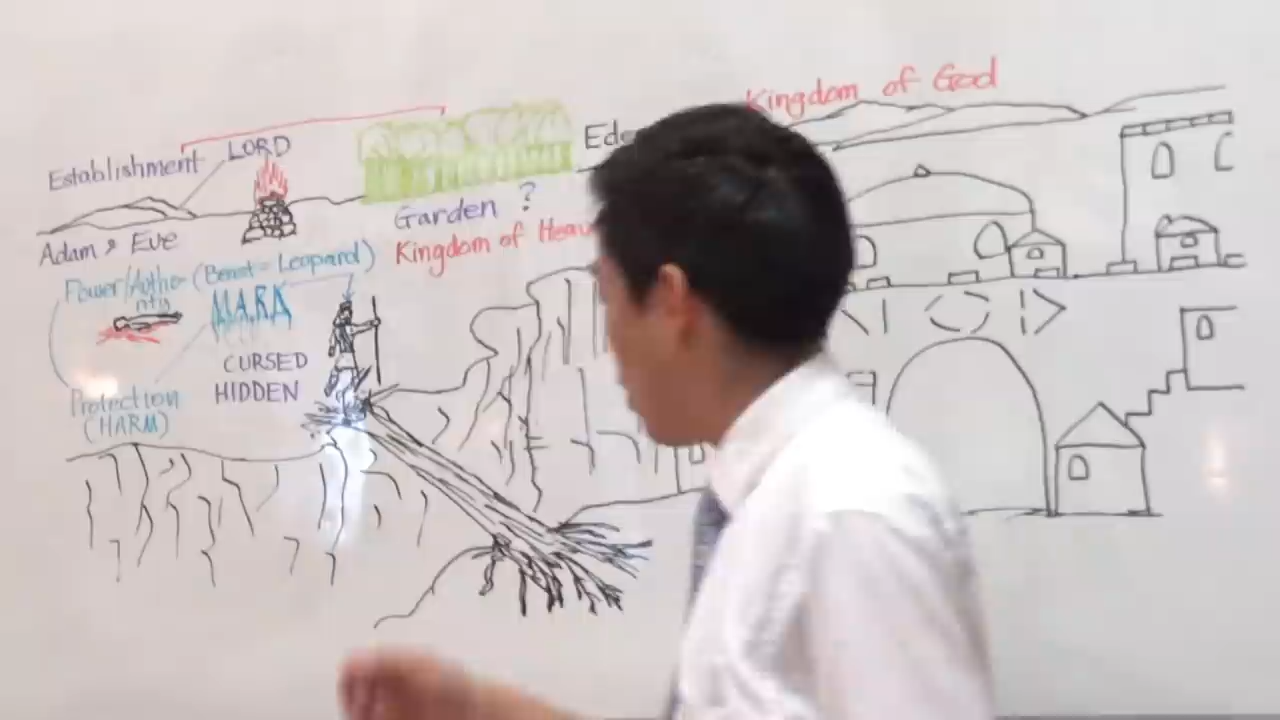 Kingdom of God
Establishment LORD
Ede
Garden ?
Adam & Eve
Kingdom of Heav
Power/Autho (Beast = Leopard)
rity
MARK
CURSED
HIDDEN
Protection
(HARM)